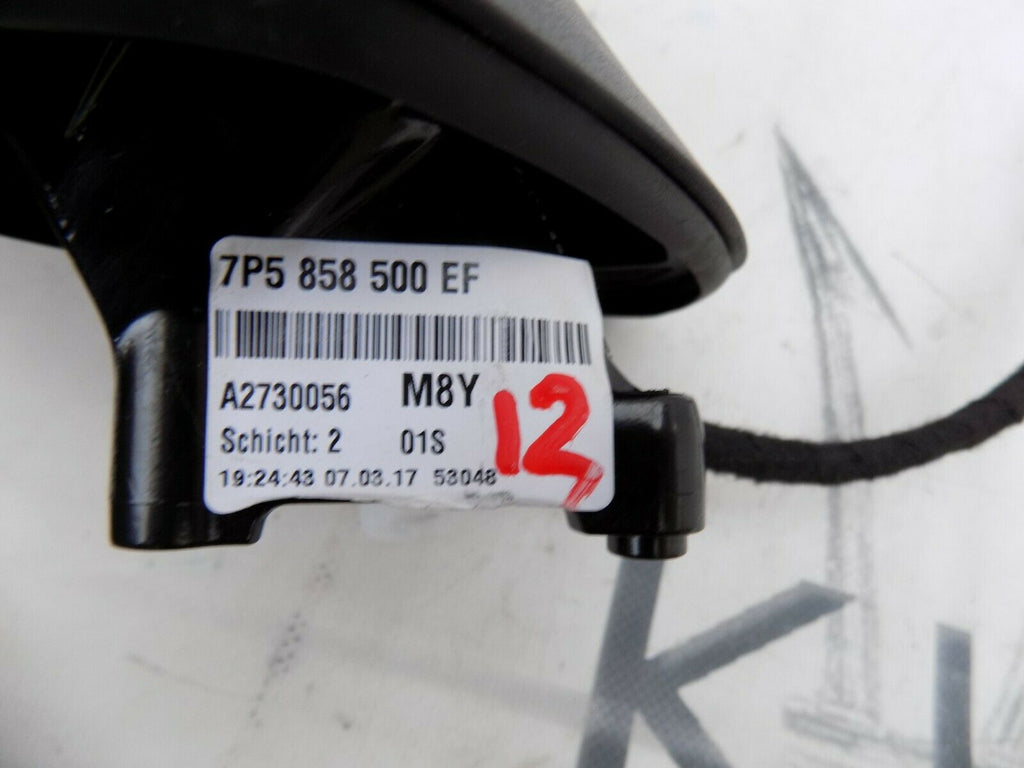 7P5 858 500 EF
A2730056 M8Y
12
Schicht: 2 01S
19:24:43 07.03.17 53048
K